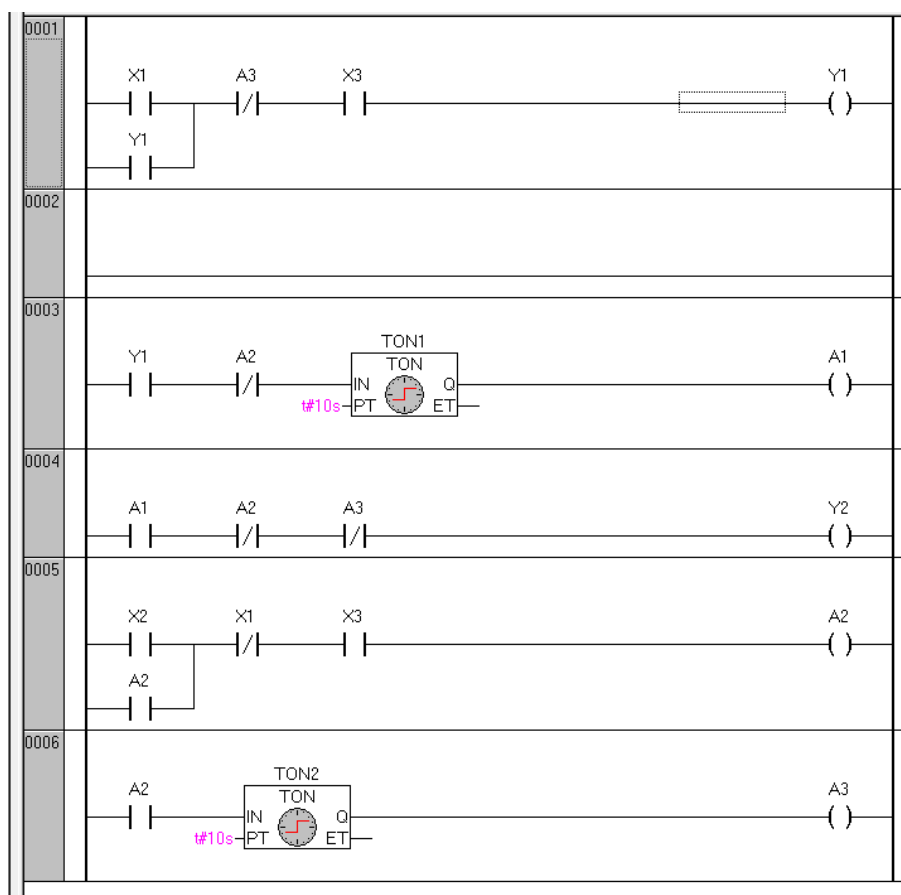 0001
X1 A3 X3 Y1
Y1
0002
0003
TON1
Y1 A2 TON A1
IN Q
t#10s PT ET
0004
A1 A2 A3 Y2
0005
X2 X1 X3 A2
A2
0006
TON2
A2 TON A3
IN Q
t#10s PT ET